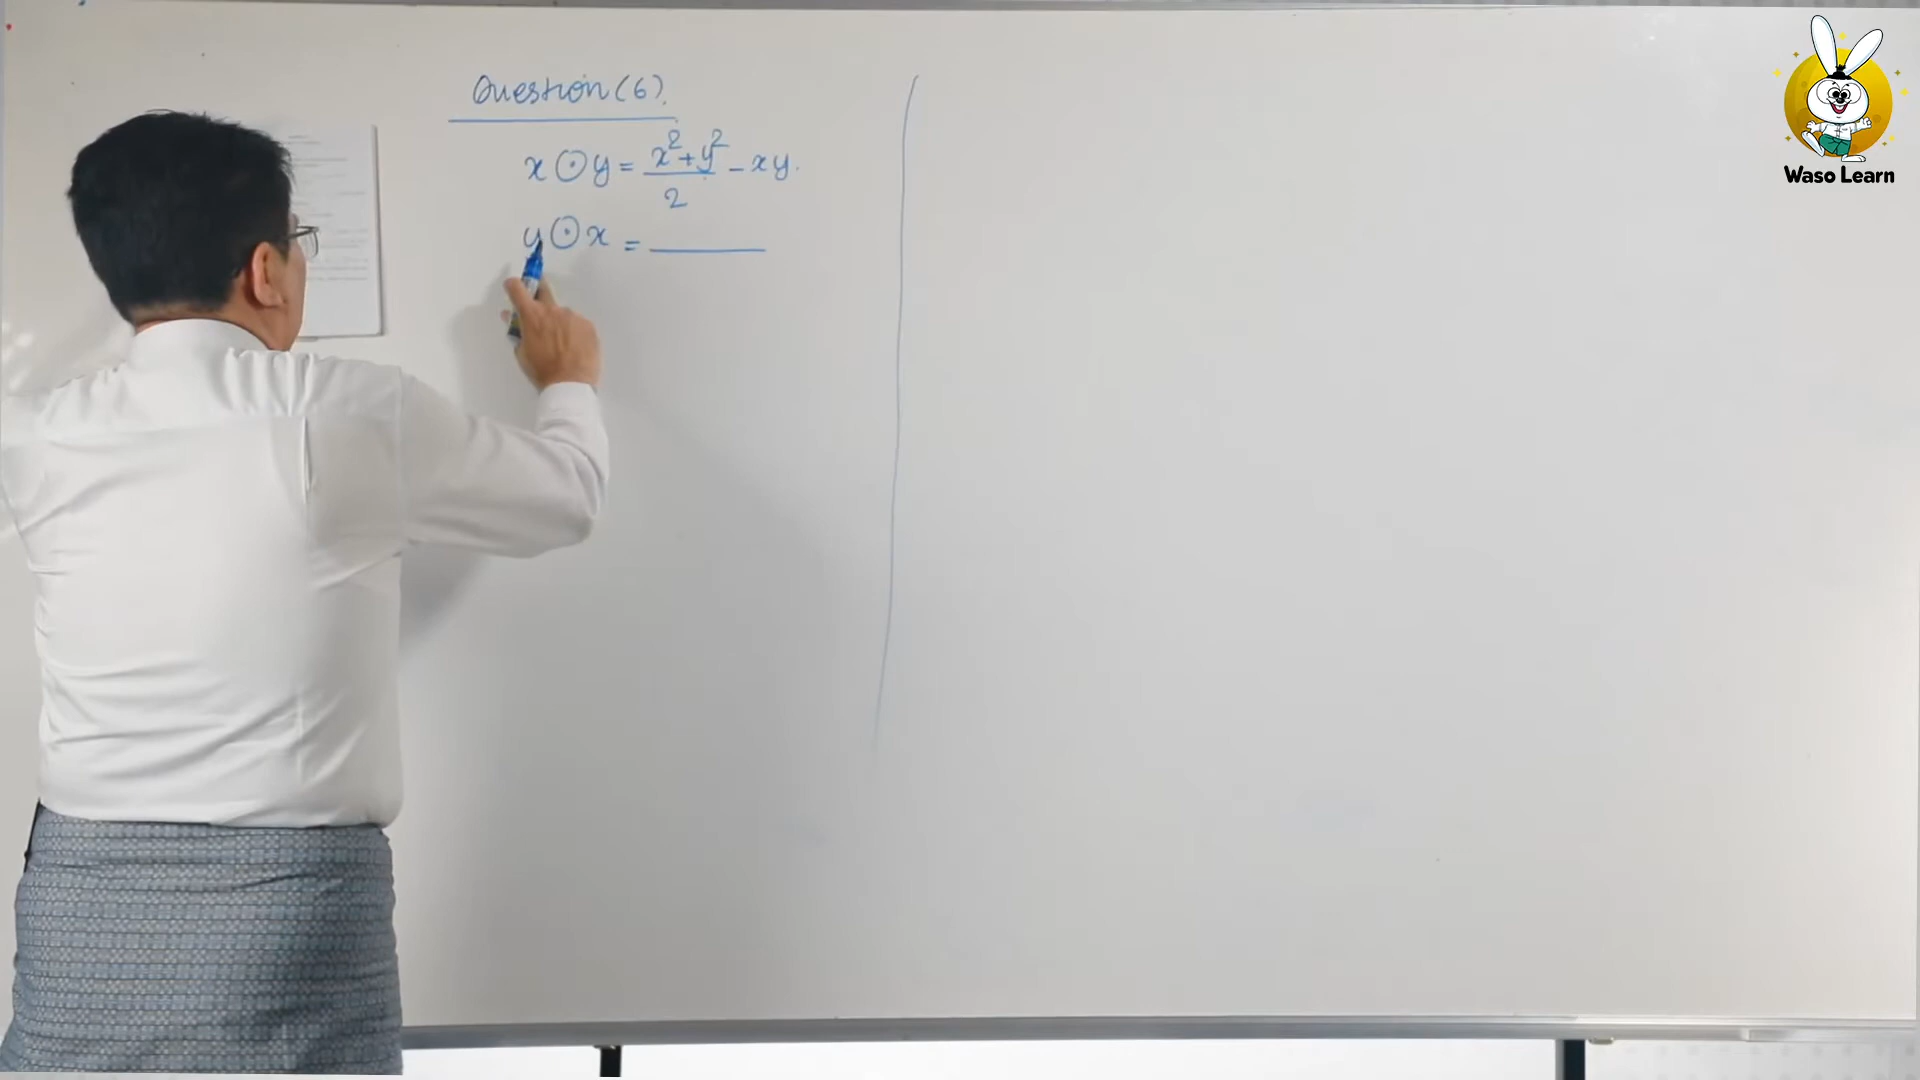 Question (6).
x ⊙ y = x² + y² / 2 - xy.
y ⊙ x = ______
Waso Learn